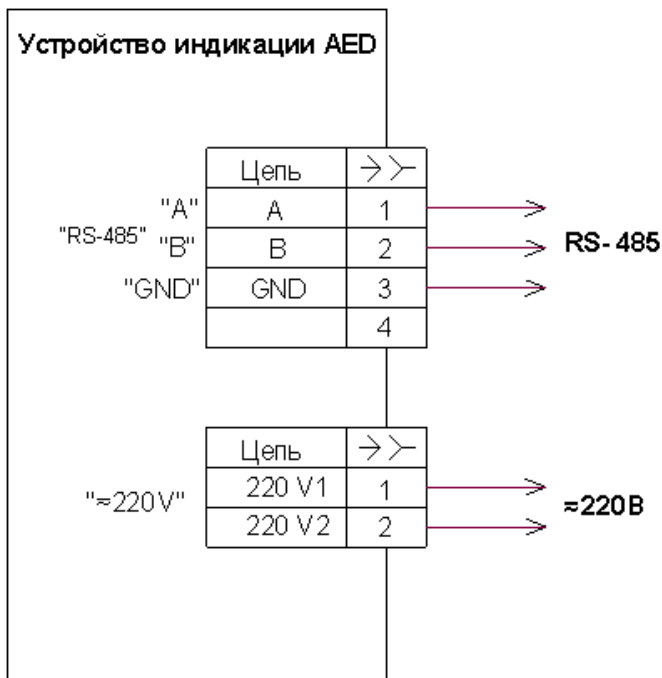 Устройство индикации AED
Цепь
"A" A 1
"RS-485" "B" B 2 RS-485
"GND" GND 3
4
Цепь
220 V1 1
"≈220V" ≈220В
220 V2 2